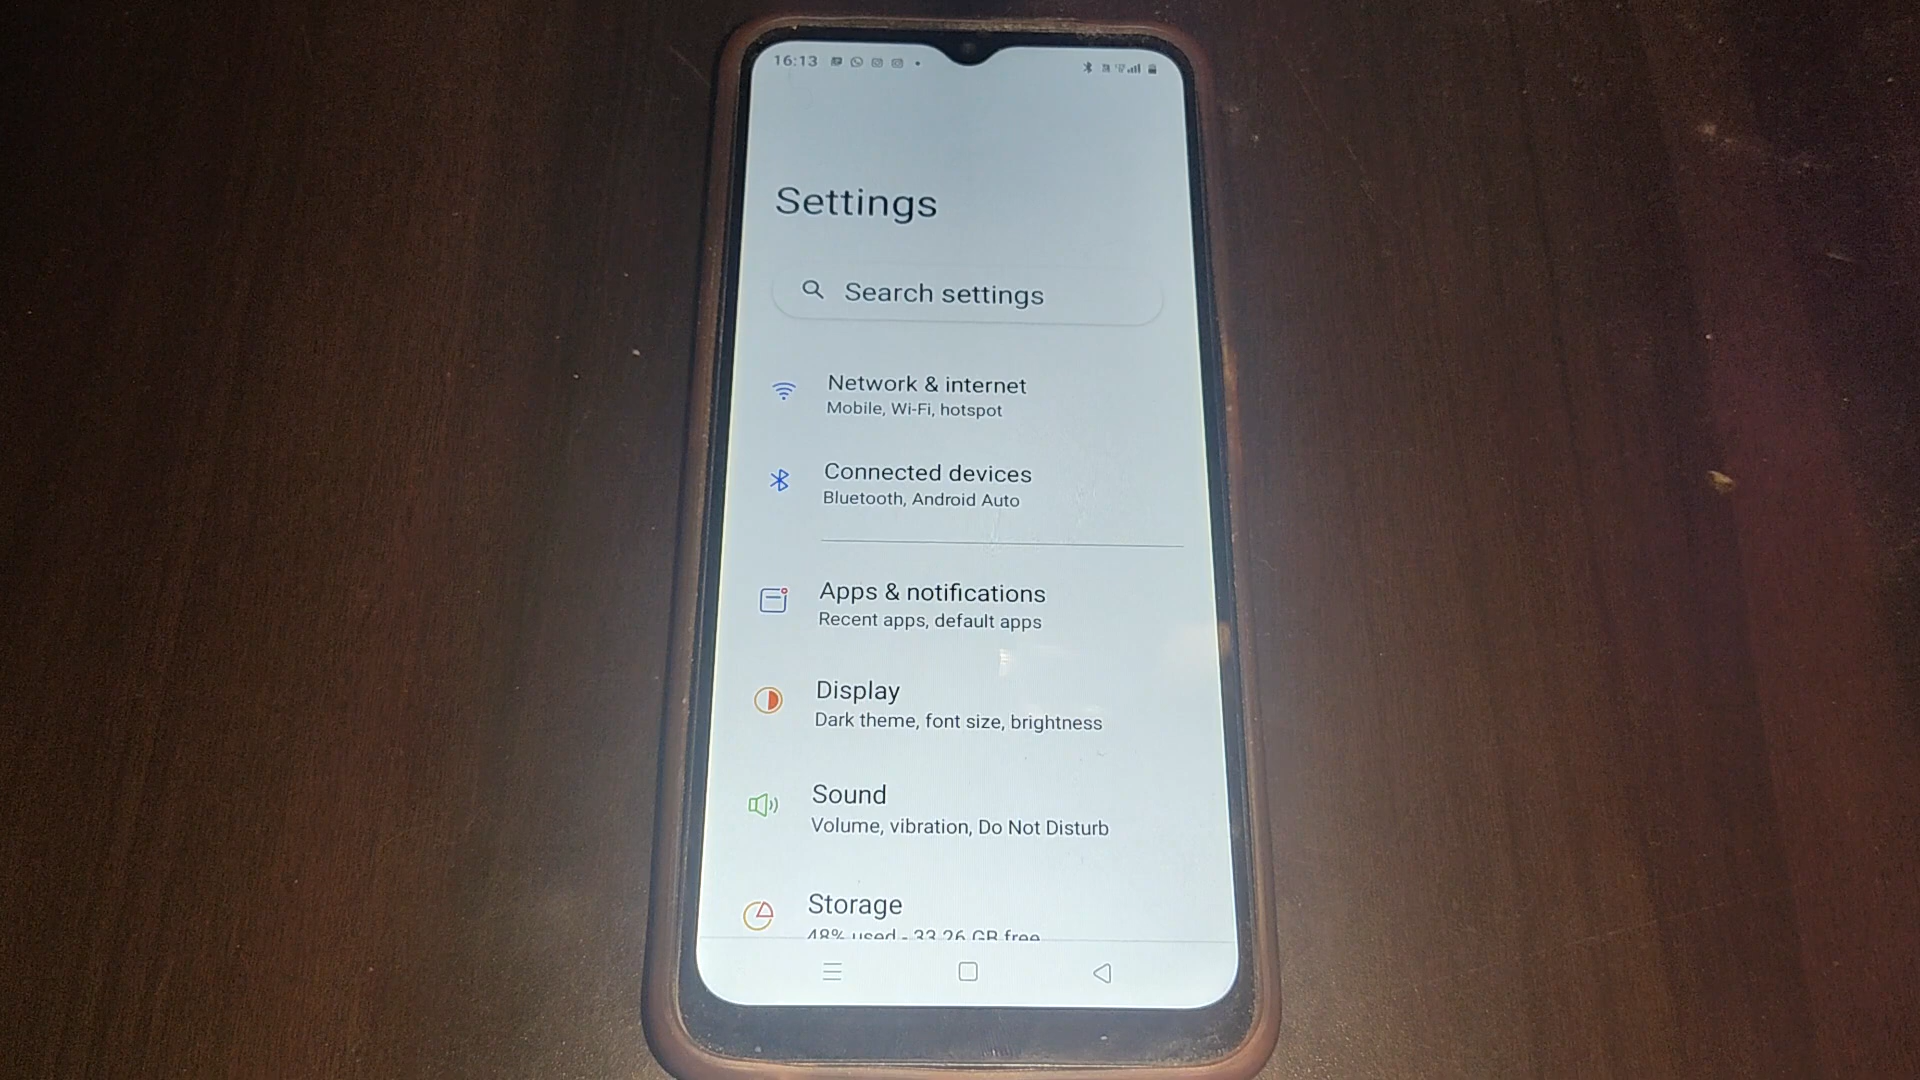 16:13
Settings
Search settings
Network & internet
Mobile, Wi-Fi, hotspot
Connected devices
Bluetooth, Android Auto
Apps & notifications
Recent apps, default apps
Display
Dark theme, font size, brightness
Sound
Volume, vibration, Do Not Disturb
Storage
48% used - 33.26 GB free